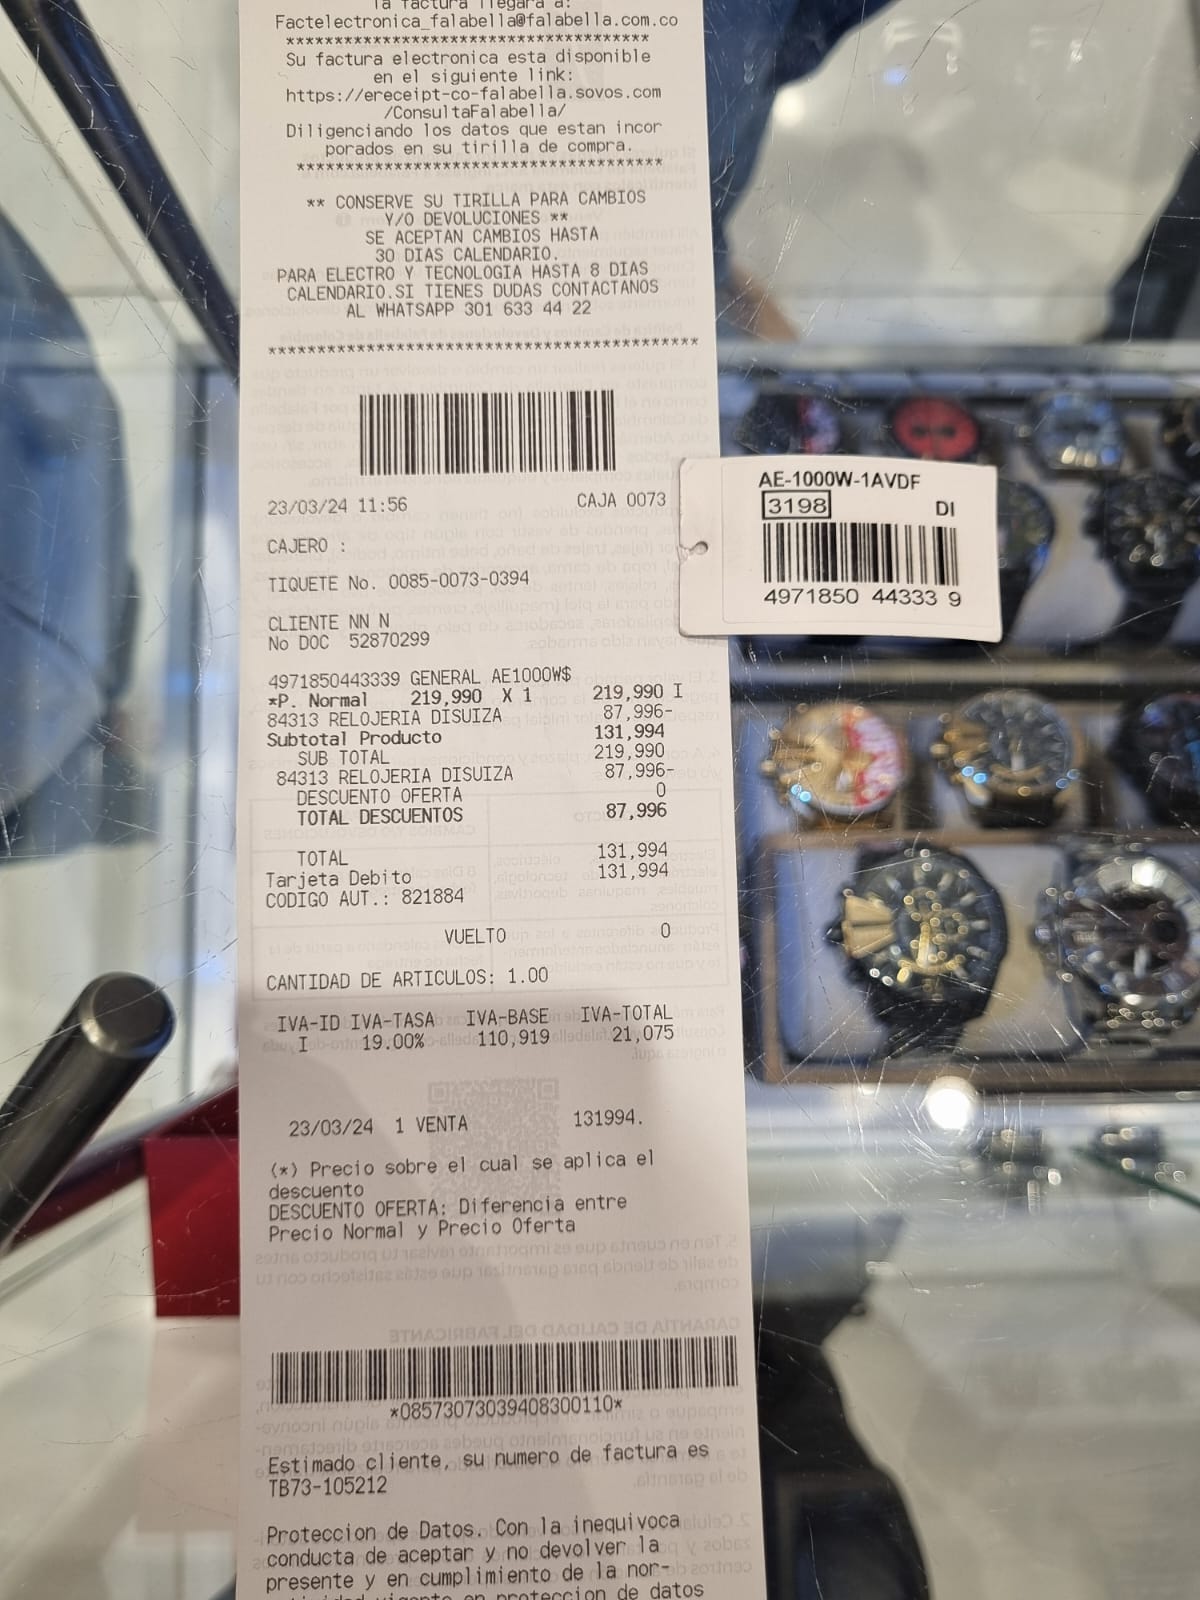 la factura llegara a:
Factelectronica_falabella@falabella.com.co
*************************************
Su factura electronica esta disponible
en el siguiente link:
https://ereceipt-co-falabella.sovos.com
/ConsultaFalabella/
Diligenciando los datos que estan incor
porados en su tirilla de compra.
*************************************
** CONSERVE SU TIRILLA PARA CAMBIOS
Y/O DEVOLUCIONES **
SE ACEPTAN CAMBIOS HASTA
30 DIAS CALENDARIO.
PARA ELECTRO Y TECNOLOGIA HASTA 8 DIAS
CALENDARIO.SI TIENES DUDAS CONTACTANOS
AL WHATSAPP 301 633 44 22
********************************************
23/03/24 11:56 CAJA 0073
CAJERO :
TIQUETE No. 0085-0073-0394
CLIENTE NN N
No DOC 52870299
4971850443339 GENERAL AE1000W$
*P. Normal 219,990 X 1 219,990 I
84313 RELOJERIA DISUIZA 87,996-
Subtotal Producto 131,994
SUB TOTAL 219,990
84313 RELOJERIA DISUIZA 87,996-
DESCUENTO OFERTA 0
TOTAL DESCUENTOS 87,996
TOTAL 131,994
Tarjeta Debito 131,994
CODIGO AUT.: 821884
VUELTO 0
CANTIDAD DE ARTICULOS: 1.00
IVA-ID IVA-TASA IVA-BASE IVA-TOTAL
I 19.00% 110,919 21,075
23/03/24 1 VENTA 131994.
(*) Precio sobre el cual se aplica el
descuento
DESCUENTO OFERTA: Diferencia entre
Precio Normal y Precio Oferta
*08573073039408300110*
Estimado cliente, su numero de factura es
TB73-105212
Proteccion de Datos. Con la inequivoca
conducta de aceptar y no devolver la
presente y en cumplimiento de la nor-
matividad vigente en proteccion de datos
AE-1000W-1AVDF
3198 DI
4971850 44333 9